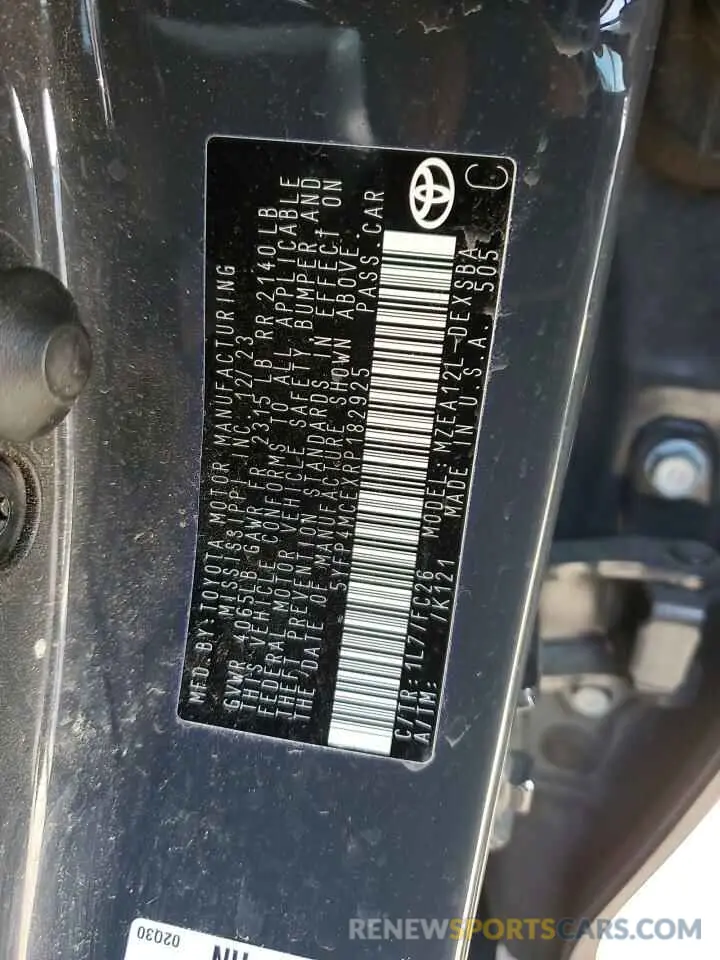 MFD BY: TOYOTA MOTOR MANUFACTURING
MISSISSIPPI, INC. 12/23
GVWR 4065LB GAWR FR 2315 LB RR 2140 LB
THIS VEHICLE CONFORMS TO ALL APPLICABLE
FEDERAL MOTOR VEHICLE SAFETY, BUMPER AND
THEFT PREVENTION STANDARDS IN EFFECT ON
THE DATE OF MANUFACTURE SHOWN ABOVE.
5YFP4MCEXRP182925 PASS. CAR
C/TR: 1L7/FC26 MODEL: MZEA12L-DEXSBA
A/TM: /K121 MADE IN U.S.A. 505 C
02Q30
RENEWSPORTSCARS.COM